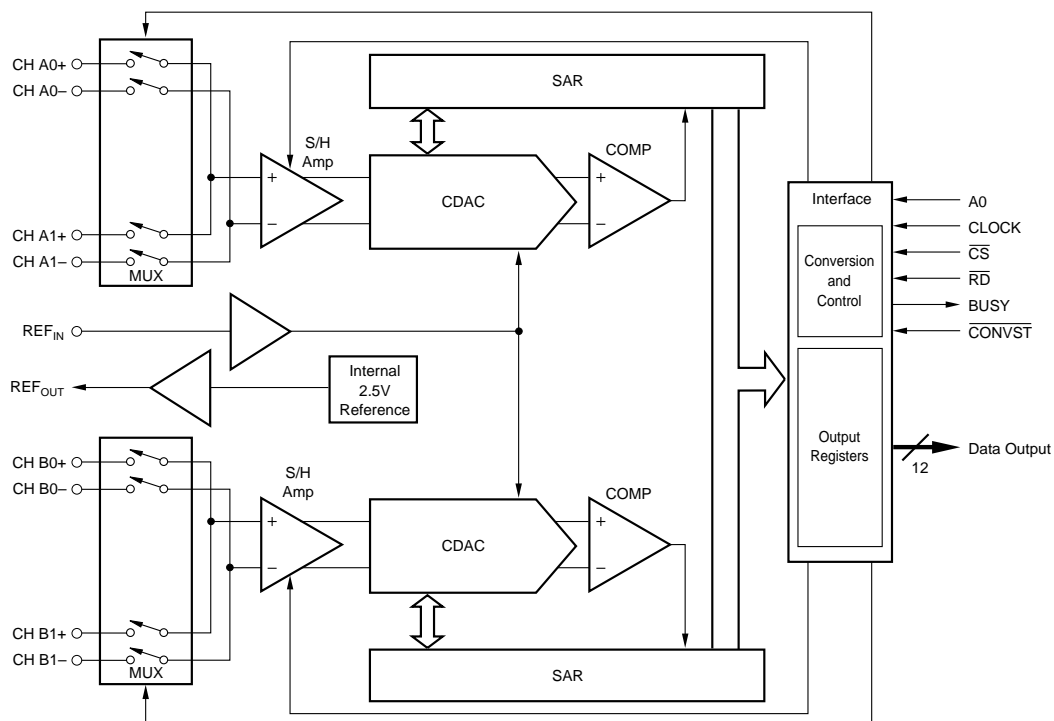 CH A0+
CH A0–
CH A1+
CH A1–
MUX
S/H
Amp
SAR
CDAC
COMP
REFIN
REFOUT
Internal
2.5V
Reference
CH B0+
CH B0–
CH B1+
CH B1–
MUX
S/H
Amp
CDAC
COMP
SAR
Interface
Conversion
and
Control
Output
Registers
A0
CLOCK
CS
RD
BUSY
CONVST
Data Output
12
+
–
+
–
+
–
+
–